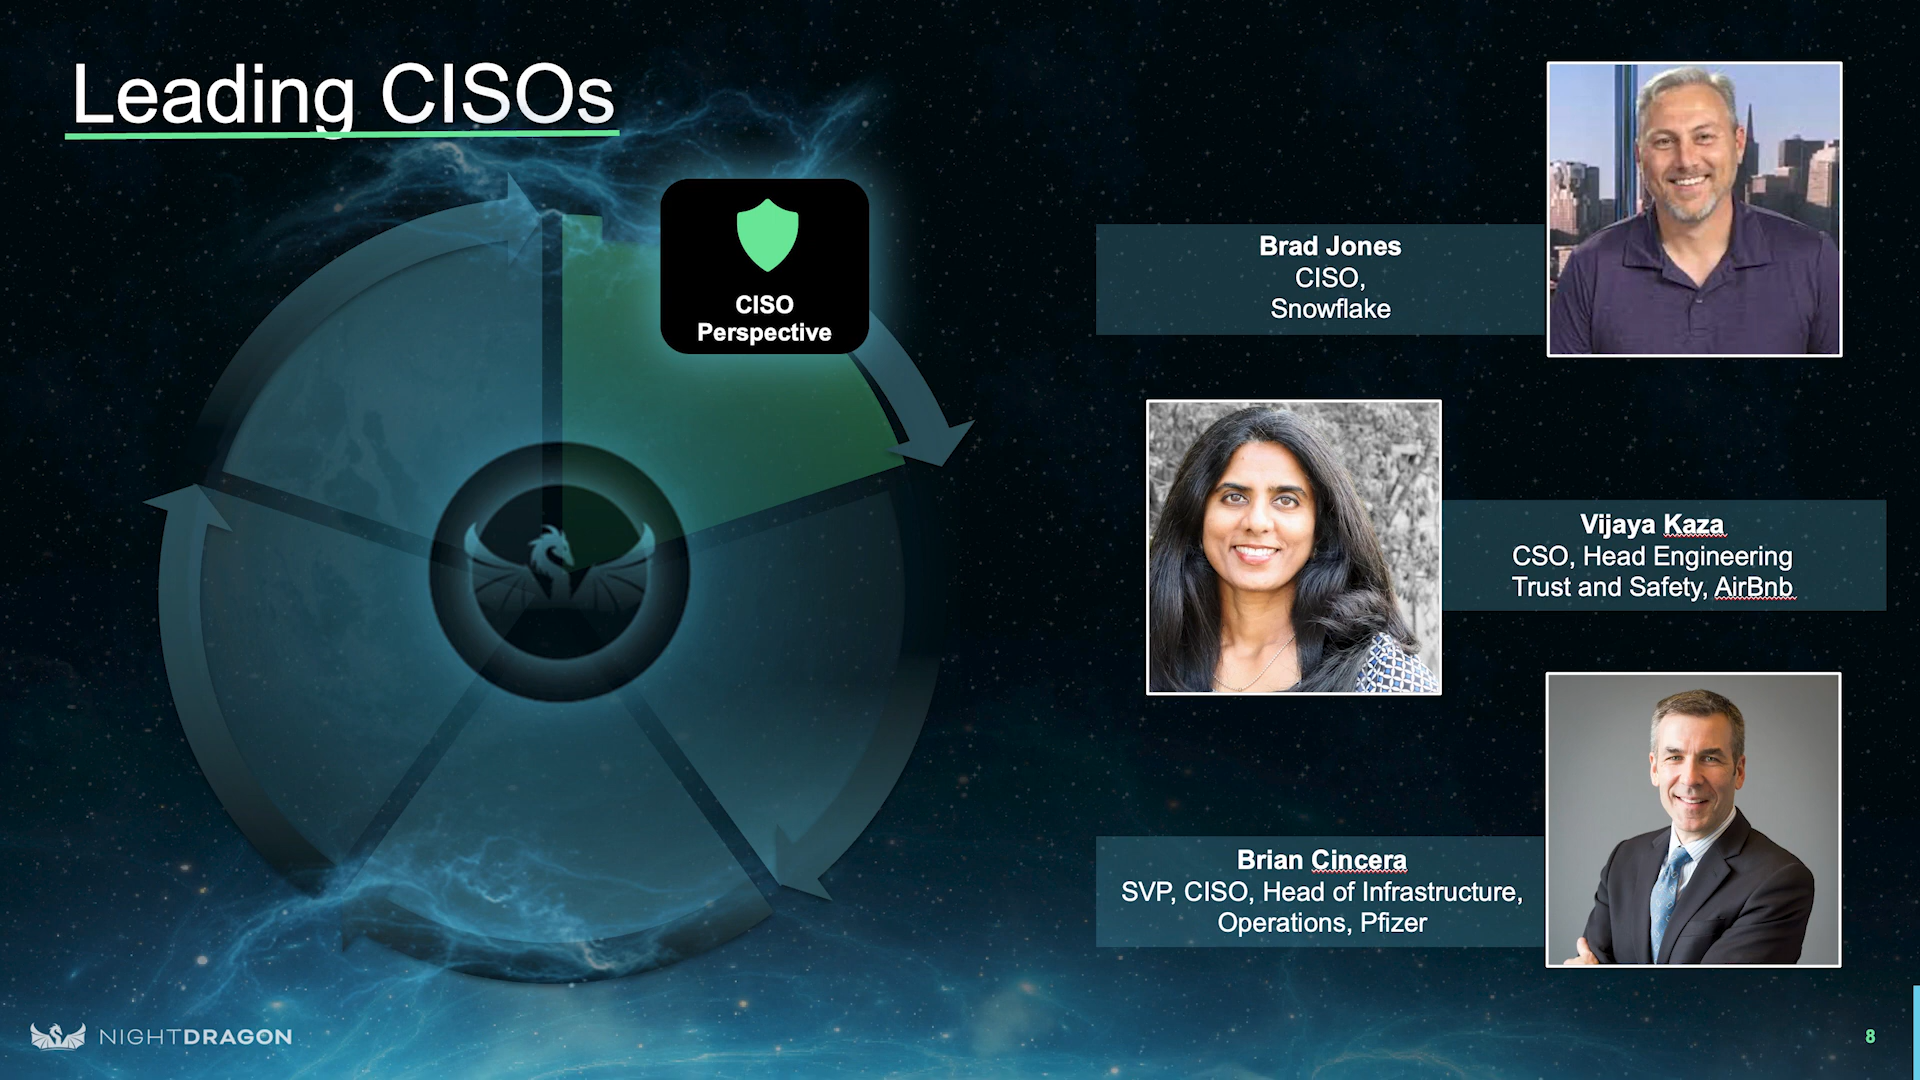 Leading CISOs
CISO
Perspective
Brad Jones
CISO,
Snowflake
Vijaya Kaza
CSO, Head Engineering
Trust and Safety, AirBnb
Brian Cincera
SVP, CISO, Head of Infrastructure,
Operations, Pfizer
NIGHTDRAGON
8